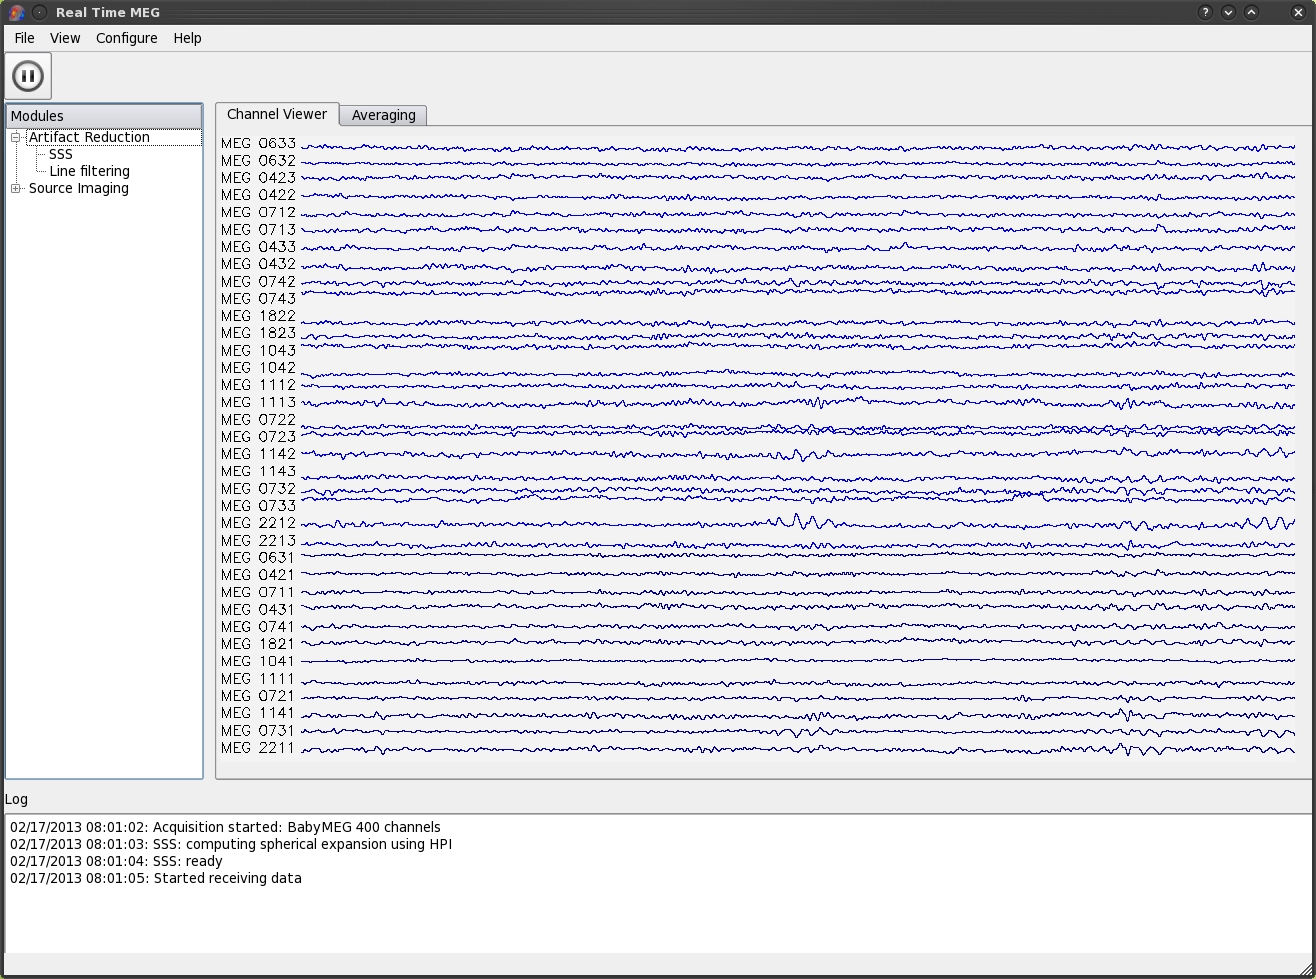 Real Time MEG
File View Configure Help
Modules
Artifact Reduction
SSS
Line filtering
Source Imaging
Channel Viewer Averaging
MEG 0633
MEG 0632
MEG 0423
MEG 0422
MEG 0712
MEG 0713
MEG 0433
MEG 0432
MEG 0742
MEG 0743
MEG 1822
MEG 1823
MEG 1043
MEG 1042
MEG 1112
MEG 1113
MEG 0722
MEG 0723
MEG 1142
MEG 1143
MEG 0732
MEG 0733
MEG 2212
MEG 2213
MEG 0631
MEG 0421
MEG 0711
MEG 0431
MEG 0741
MEG 1821
MEG 1041
MEG 1111
MEG 0721
MEG 1141
MEG 0731
MEG 2211
Log
02/17/2013 08:01:02: Acquisition started: BabyMEG 400 channels
02/17/2013 08:01:03: SSS: computing spherical expansion using HPI
02/17/2013 08:01:04: SSS: ready
02/17/2013 08:01:05: Started receiving data